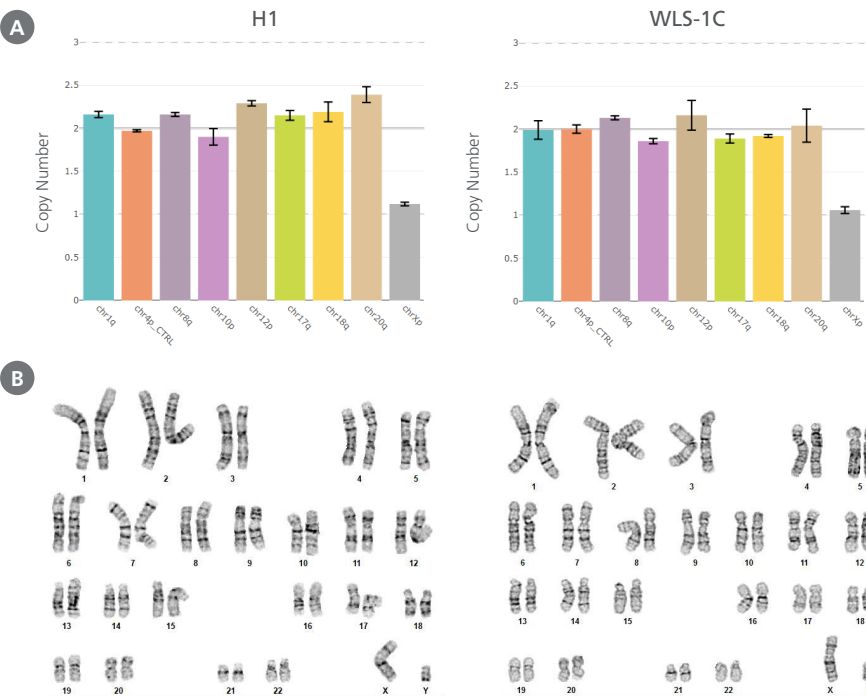 A
H1
WLS-1C
3
2.5
2
1.5
1
0.5
0
Copy Number
chr1q
chr4p_CTRL
chr8q
chr10p
chr12p
chr17q
chr18q
chr20q
chrXp
3
2.5
2
1.5
1
0.5
0
Copy Number
chr1q
chr4p_CTRL
chr8q
chr10p
chr12p
chr17q
chr18q
chr20q
chrXp
B
1 2 3 4 5
6 7 8 9 10 11 12
13 14 15 16 17 18
19 20 21 22 X Y
1 2 3 4 5
6 7 8 9 10 11 12
13 14 15 16 17 18
19 20 21 22 X